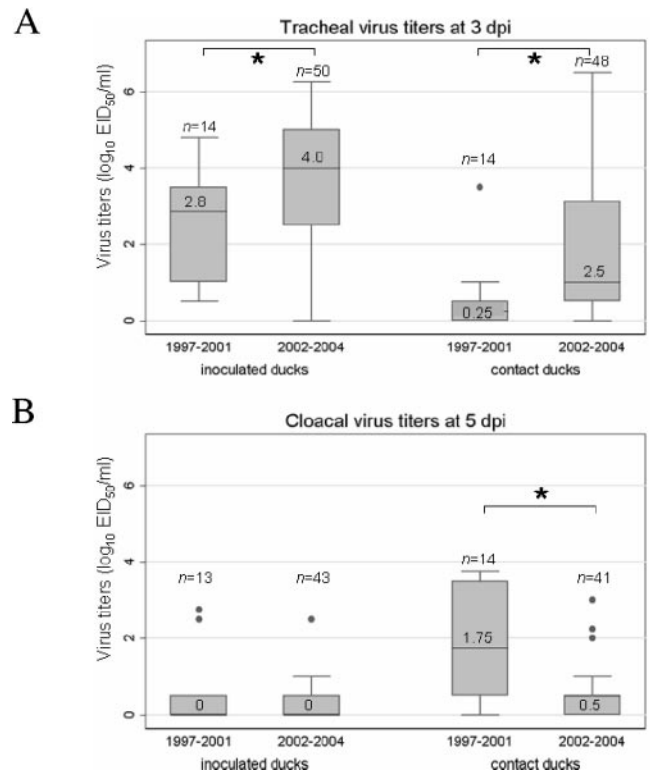 A
Tracheal virus titers at 3 dpi
* *
n=50 n=48
n=14 n=14
Virus titers (log₁₀ EID₅₀/ml)
6
4
2
0
2.8 4.0 0.25 2.5
1997-2001 2002-2004 1997-2001 2002-2004
inoculated ducks contact ducks
B
Cloacal virus titers at 5 dpi
*
n=13 n=43 n=14 n=41
Virus titers (log₁₀ EID₅₀/ml)
6
4
2
0
0 0 1.75 0.5
1997-2001 2002-2004 1997-2001 2002-2004
inoculated ducks contact ducks